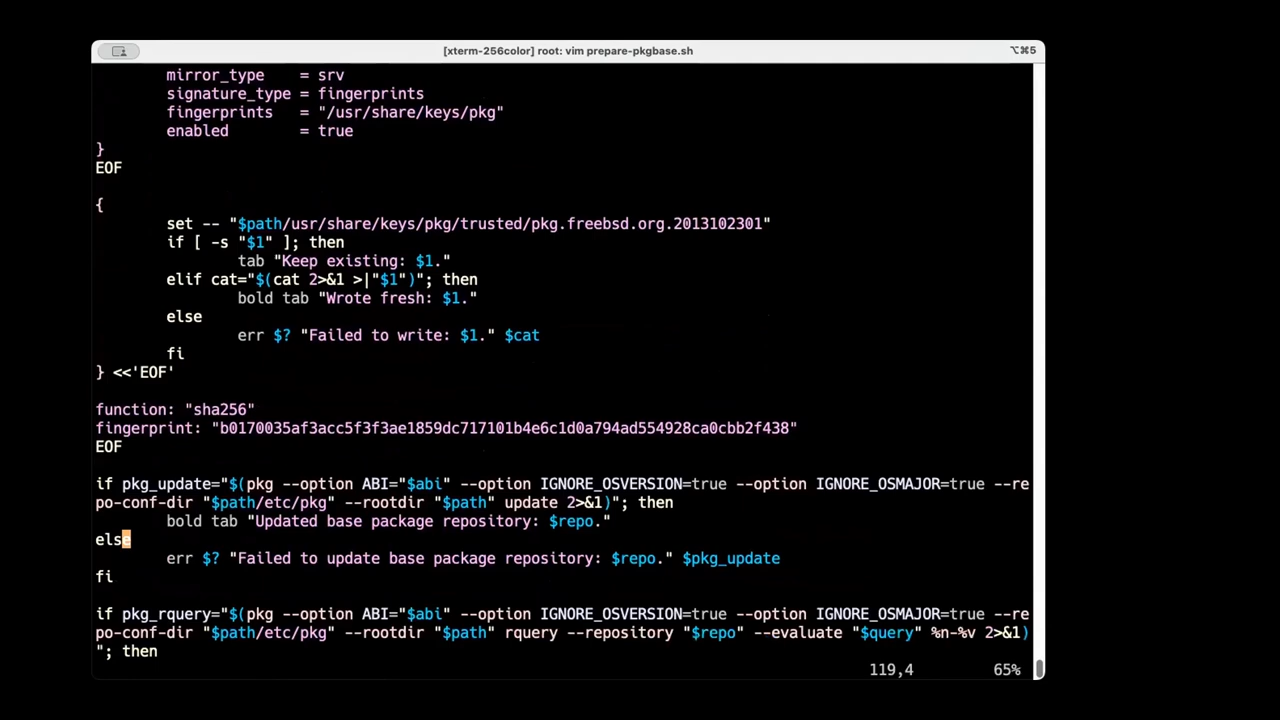 [xterm-256color] root: vim prepare-pkgbase.sh
⌥⌘5
mirror_type    = srv
signature_type = fingerprints
fingerprints   = "/usr/share/keys/pkg"
enabled        = true
}
EOF
{
set -- "$path/usr/share/keys/pkg/trusted/pkg.freebsd.org.2013102301"
if [ -s "$1" ]; then
tab "Keep existing: $1."
elif cat="$(cat 2>&1 >|"$1")"; then
bold tab "Wrote fresh: $1."
else
err $? "Failed to write: $1." $cat
fi
} <<'EOF'
function: "sha256"
fingerprint: "b0170035af3acc5f3f3ae1859dc717101b4e6c1d0a794ad554928ca0cbb2f438"
EOF
if pkg_update="$(pkg --option ABI="$abi" --option IGNORE_OSVERSION=true --option IGNORE_OSMAJOR=true --re
po-conf-dir "$path/etc/pkg" --rootdir "$path" update 2>&1)"; then
bold tab "Updated base package repository: $repo."
else
err $? "Failed to update base package repository: $repo." $pkg_update
fi
if pkg_rquery="$(pkg --option ABI="$abi" --option IGNORE_OSVERSION=true --option IGNORE_OSMAJOR=true --re
po-conf-dir "$path/etc/pkg" --rootdir "$path" rquery --repository "$repo" --evaluate "$query" %n-%v 2>&1)
"; then
119,4    65%